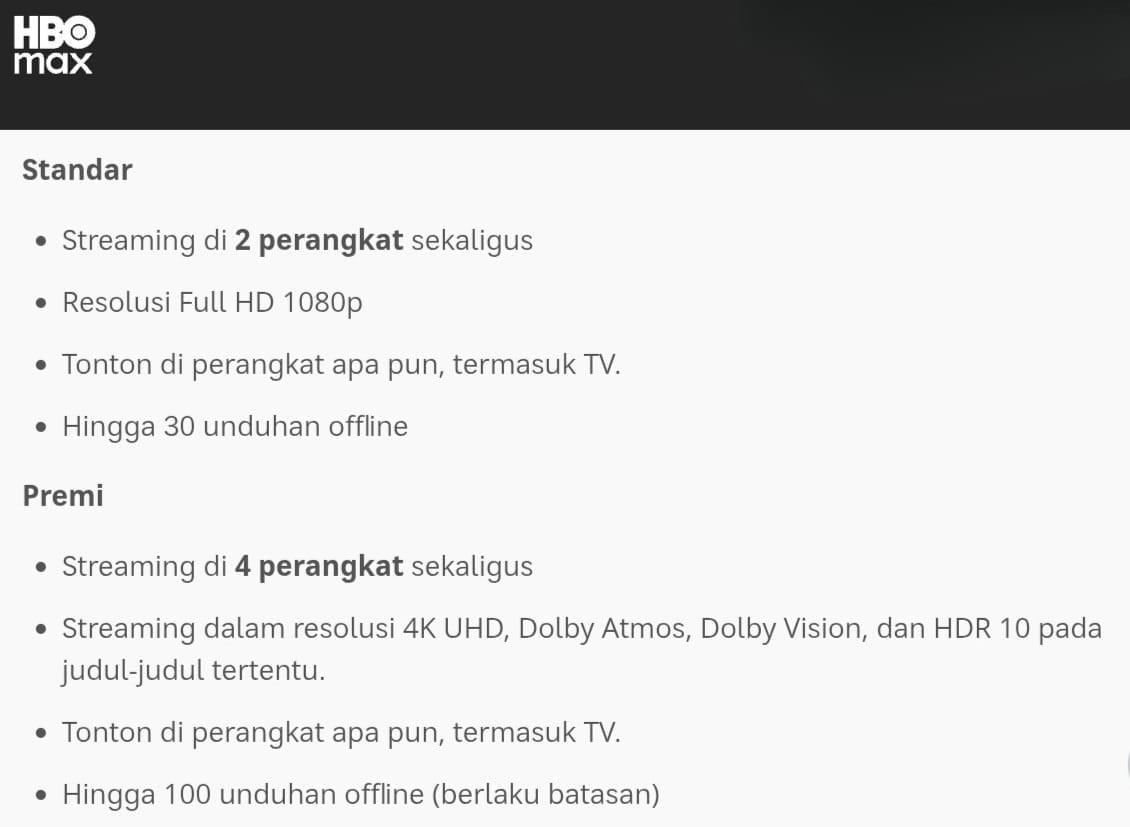 HBO
max
Standar
Streaming di 2 perangkat sekaligus
Resolusi Full HD 1080p
Tonton di perangkat apa pun, termasuk TV.
Hingga 30 unduhan offline
Premi
Streaming di 4 perangkat sekaligus
Streaming dalam resolusi 4K UHD, Dolby Atmos, Dolby Vision, dan HDR 10 pada
judul-judul tertentu.
Tonton di perangkat apa pun, termasuk TV.
Hingga 100 unduhan offline (berlaku batasan)